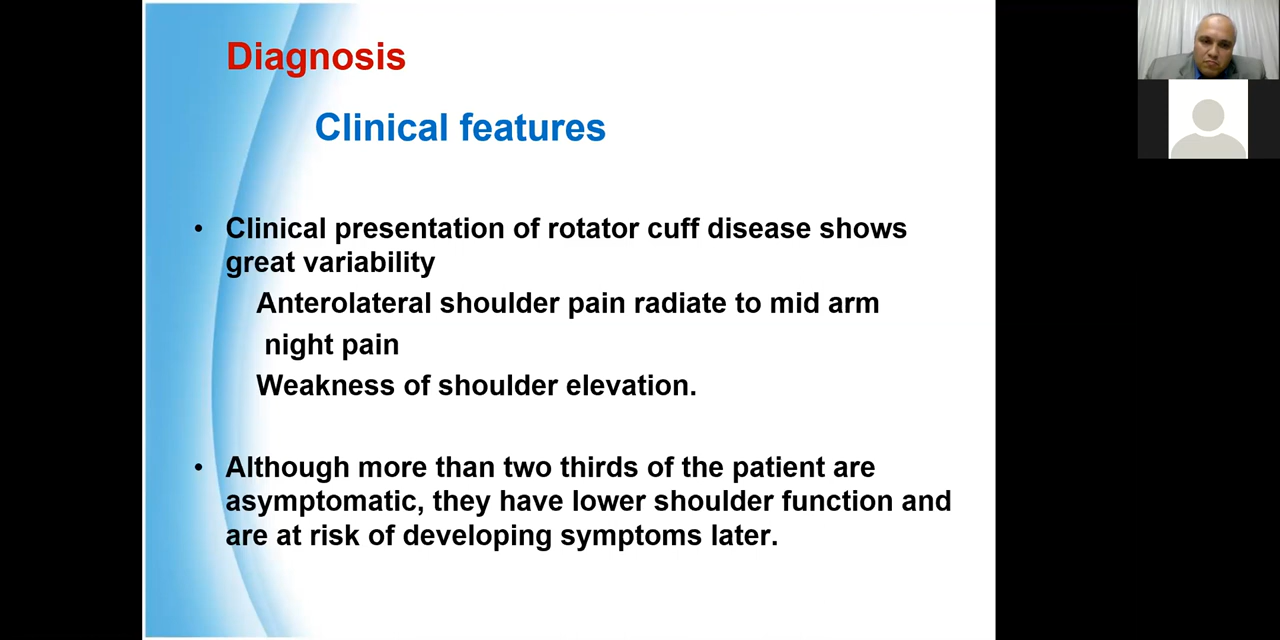 Diagnosis
Clinical features
• Clinical presentation of rotator cuff disease shows
great variability
Anterolateral shoulder pain radiate to mid arm
night pain
Weakness of shoulder elevation.
• Although more than two thirds of the patient are
asymptomatic, they have lower shoulder function and
are at risk of developing symptoms later.